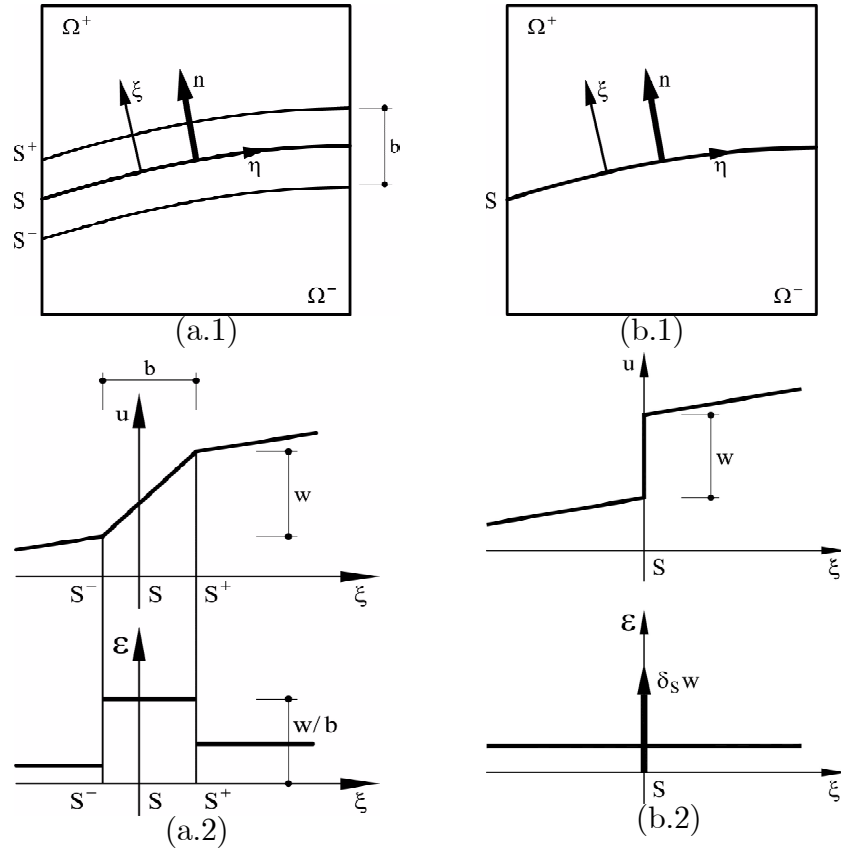 Ω⁺
ξ
n
S⁺
b
S
η
S⁻
Ω⁻
(a.1)
Ω⁺
ξ
n
S
η
Ω⁻
(b.1)
b
u
w
S⁻ S S⁺ ξ
ε
w/b
S⁻ S S⁺ ξ
(a.2)
u
w
S ξ
ε
δₛw
S ξ
(b.2)